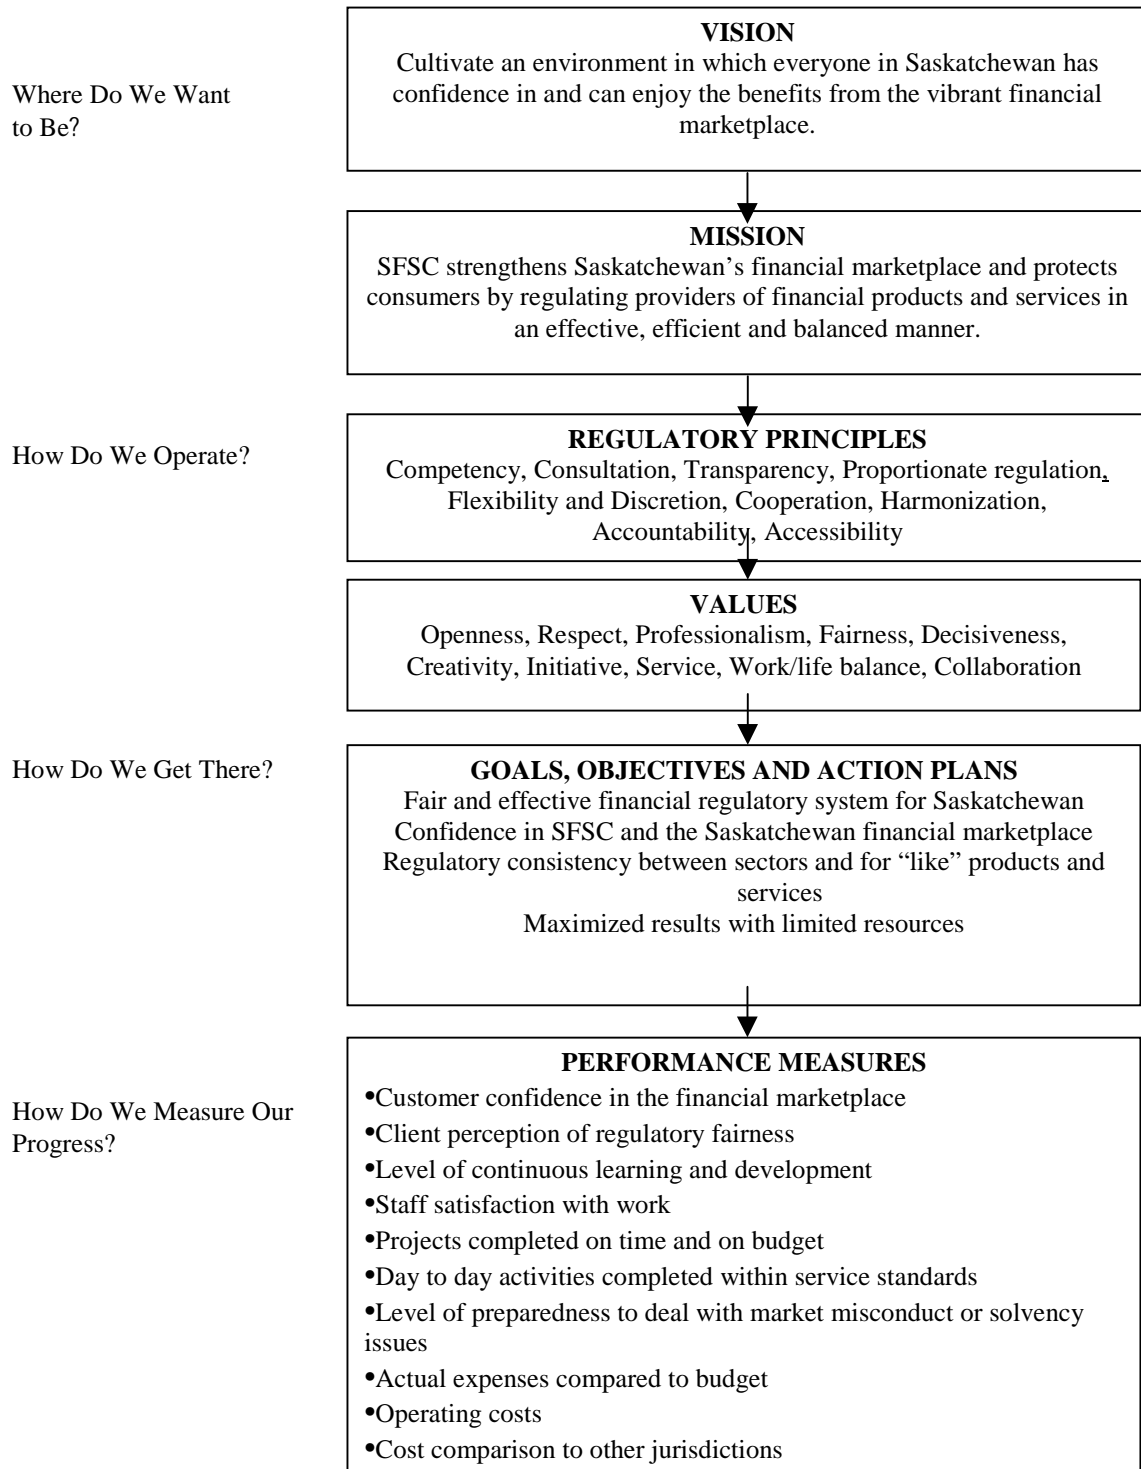 VISION
Cultivate an environment in which everyone in Saskatchewan has
confidence in and can enjoy the benefits from the vibrant financial
marketplace.
Where Do We Want
to Be?
MISSION
SFSC strengthens Saskatchewan's financial marketplace and protects
consumers by regulating providers of financial products and services in
an effective, efficient and balanced manner.
How Do We Operate?
REGULATORY PRINCIPLES
Competency, Consultation, Transparency, Proportionate regulation,
Flexibility and Discretion, Cooperation, Harmonization,
Accountability, Accessibility
VALUES
Openness, Respect, Professionalism, Fairness, Decisiveness,
Creativity, Initiative, Service, Work/life balance, Collaboration
How Do We Get There?
GOALS, OBJECTIVES AND ACTION PLANS
Fair and effective financial regulatory system for Saskatchewan
Confidence in SFSC and the Saskatchewan financial marketplace
Regulatory consistency between sectors and for “like” products and
services
Maximized results with limited resources
How Do We Measure Our
Progress?
PERFORMANCE MEASURES
•Customer confidence in the financial marketplace
•Client perception of regulatory fairness
•Level of continuous learning and development
•Staff satisfaction with work
•Projects completed on time and on budget
•Day to day activities completed within service standards
•Level of preparedness to deal with market misconduct or solvency
issues
•Actual expenses compared to budget
•Operating costs
•Cost comparison to other jurisdictions